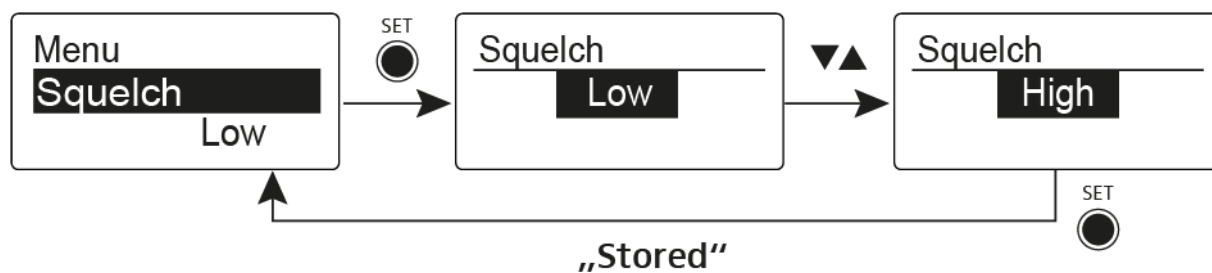 Menu
Squelch
Low
SET
Squelch
Low
▼▲
Squelch
High
SET
„Stored“